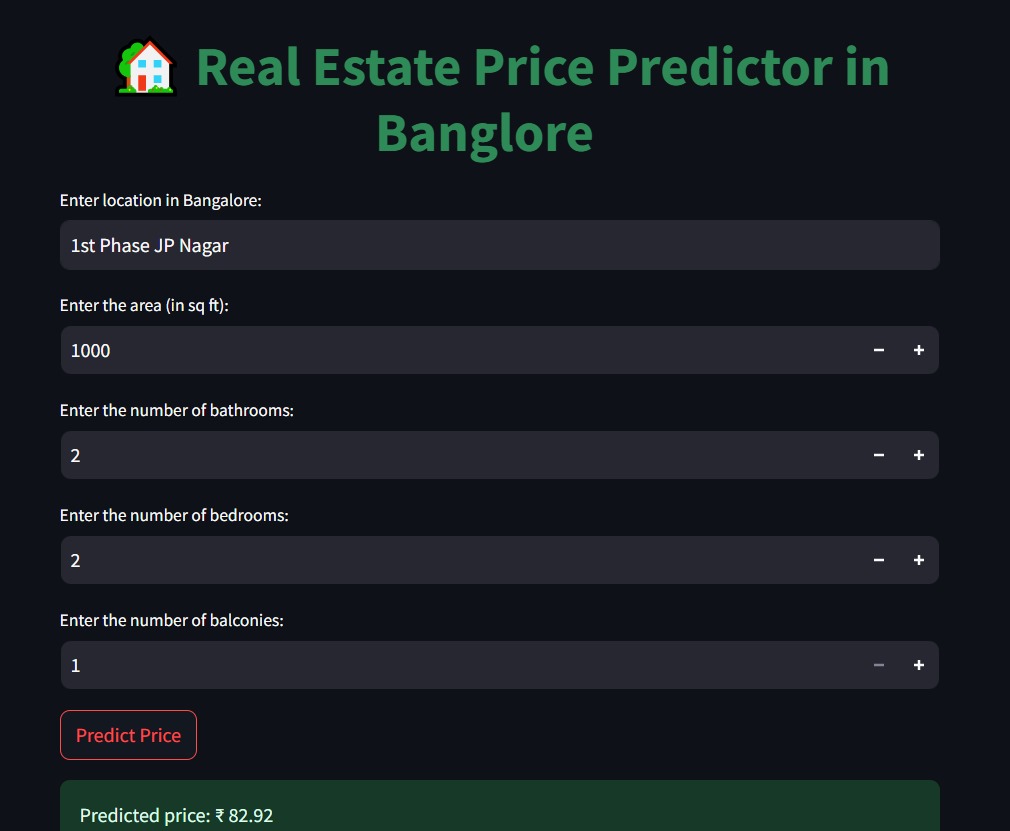 Real Estate Price Predictor in
Banglore
Enter location in Bangalore:
1st Phase JP Nagar
Enter the area (in sq ft):
1000
Enter the number of bathrooms:
2
Enter the number of bedrooms:
2
Enter the number of balconies:
1
Predict Price
Predicted price: ₹ 82.92